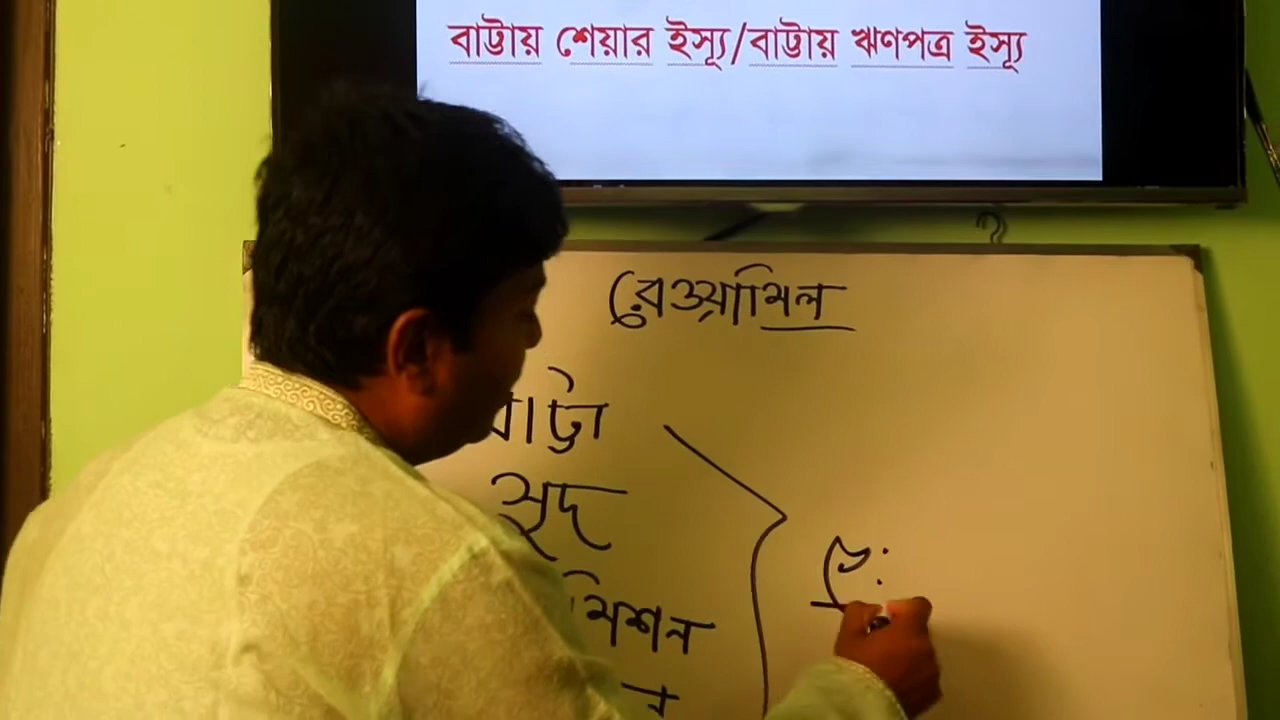 বাট্টায় শেয়ার ইস্যূ/বাট্টায় ঋণপত্র ইস্যূ
রেওয়ামিল
বাট্টা
সুদ
মিশন